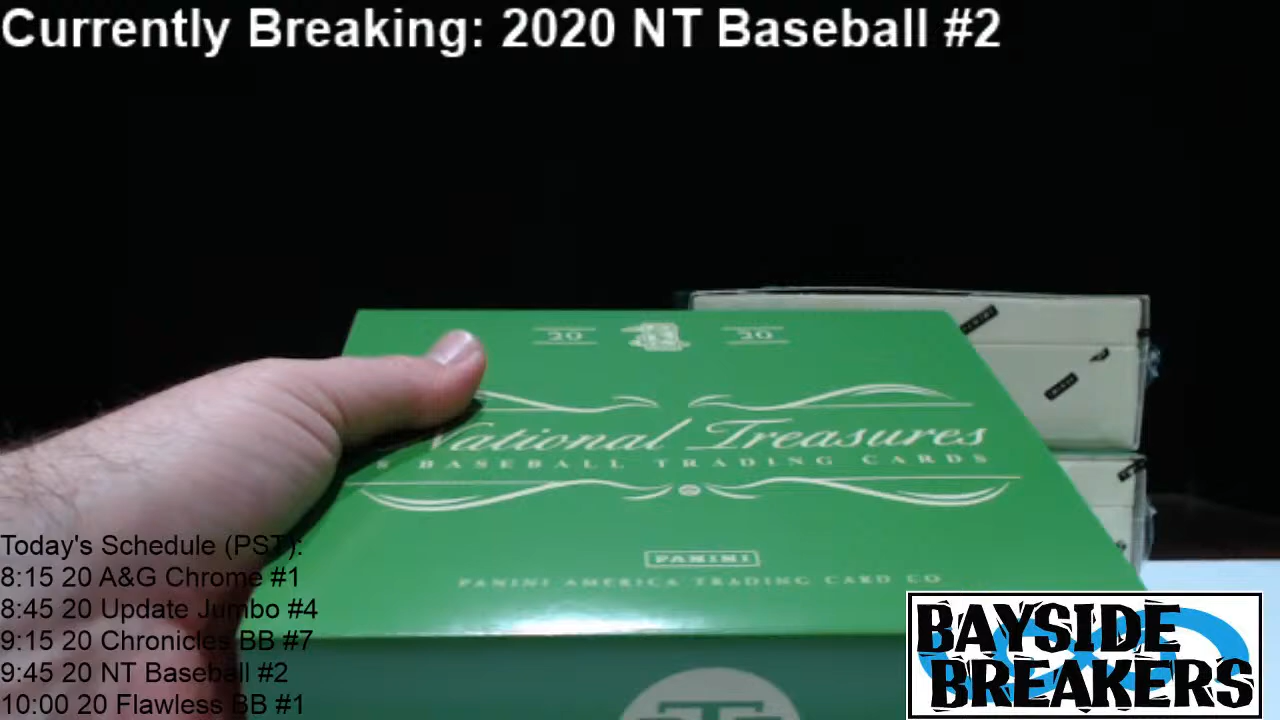 Currently Breaking: 2020 NT Baseball #2
20 20
National Treasures
BASEBALL TRADING CARDS
PANINI
PANINI AMERICA TRADING CARD CO
PANINI
Today's Schedule (PST):
8:15 20 A&G Chrome #1
8:45 20 Update Jumbo #4
9:15 20 Chronicles BB #7
9:45 20 NT Baseball #2
10:00 20 Flawless BB #1
BAYSIDE
BREAKERS